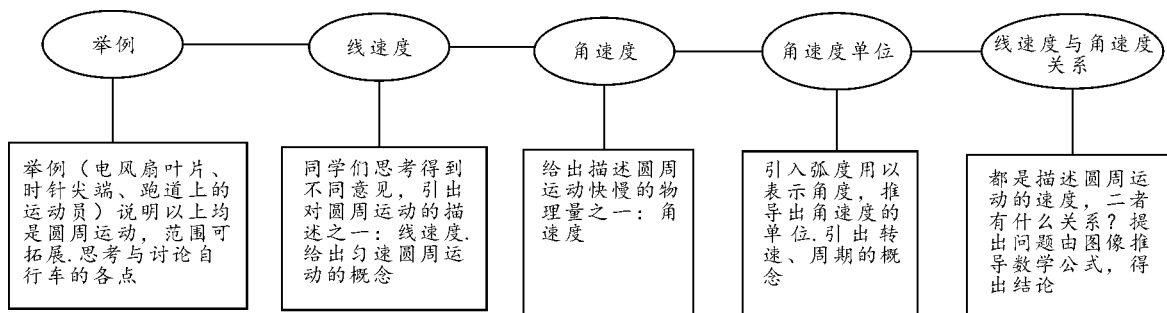 举例
线速度
角速度
角速度单位
线速度与角速度
关系
举例（电风扇叶片、
时针尖端、跑道上的
运动员）说明以上均
是圆周运动，范围可
拓展.思考与讨论自
行车的各点
同学们思考得到
不同意见，引出
对圆周运动的描
述之一：线速度.
给出匀速圆周运
动的概念
给出描述圆周
运动快慢的物
理量之一：角
速度
引入弧度用以
表示角度，推
导出角速度的
单位.引出转
速、周期的概
念
都是描述圆周运
动的速度，二者
有什么关系？提
出问题由图像推
导数学公式，得
出结论